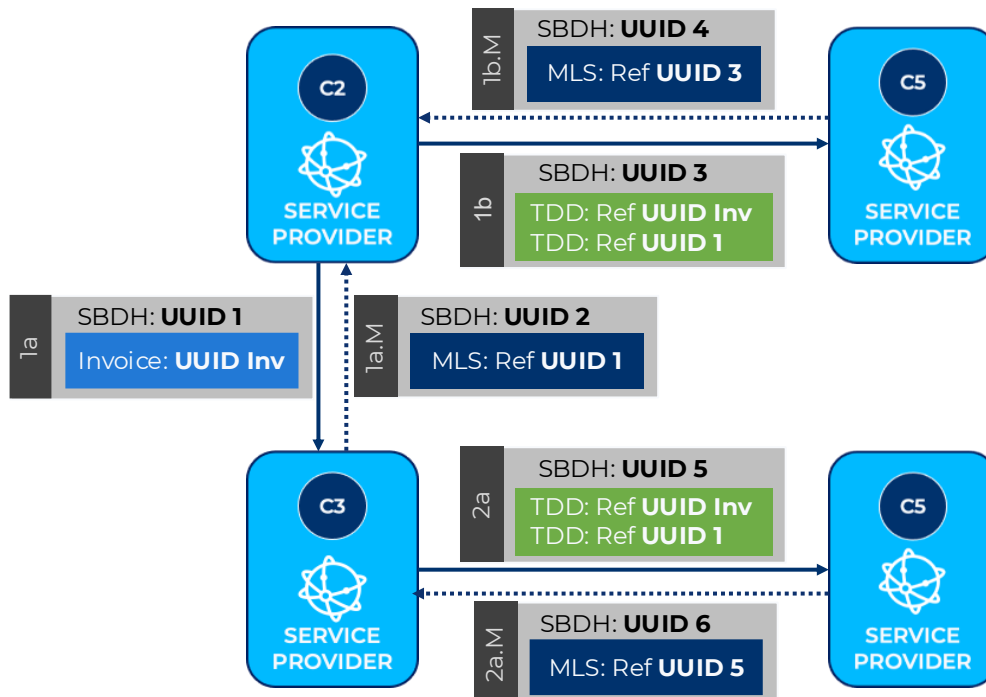 C2
SERVICE
PROVIDER
1b.M
SBDH: UUID 4
MLS: Ref UUID 3
C5
SERVICE
PROVIDER
1b
SBDH: UUID 3
TDD: Ref UUID Inv
TDD: Ref UUID 1
1a
SBDH: UUID 1
Invoice: UUID Inv
1a.M
SBDH: UUID 2
MLS: Ref UUID 1
C3
SERVICE
PROVIDER
2a
SBDH: UUID 5
TDD: Ref UUID Inv
TDD: Ref UUID 1
C5
SERVICE
PROVIDER
2a.M
SBDH: UUID 6
MLS: Ref UUID 5